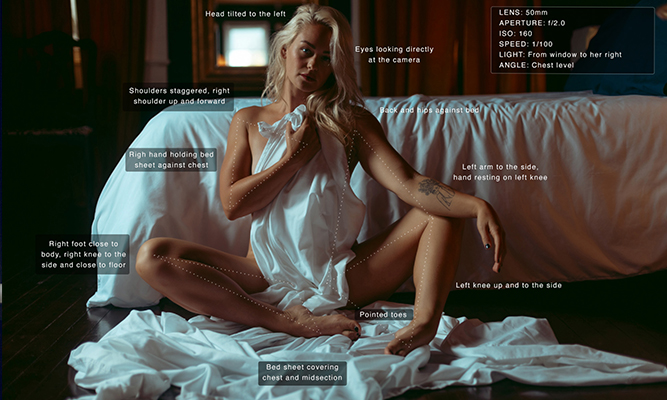 Head tilted to the left
LENS: 50mm
APERTURE: f/2.0
ISO: 160
SPEED: 1/100
LIGHT: From window to her right
ANGLE: Chest level
Eyes looking directly
at the camera
Shoulders staggered, right
shoulder up and forward
Back and hips against bed
Righ hand holding bed
sheet against chest
Left arm to the side,
hand resting on left knee
Right foot close to
body, right knee to the
side and close to floor
Left knee up and to the side
Pointed toes
Bed sheet covering
chest and midsection